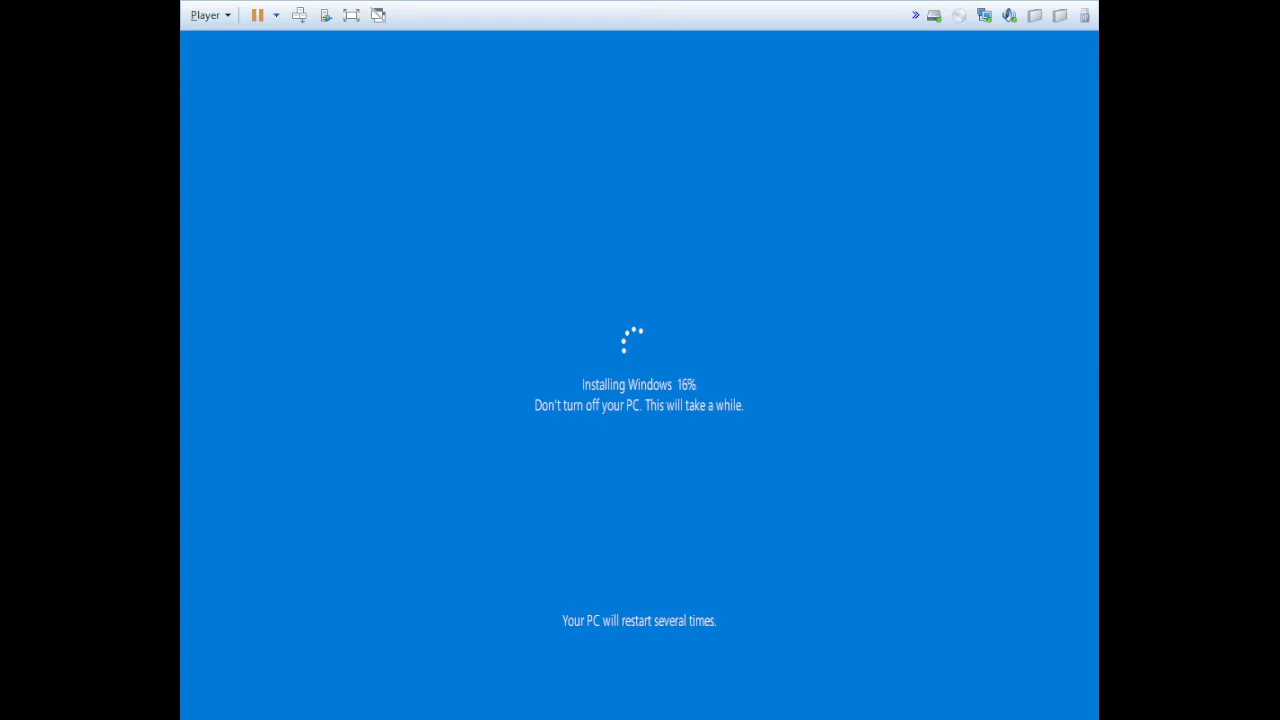 Player
Installing Windows 16%
Don't turn off your PC. This will take a while.
Your PC will restart several times.